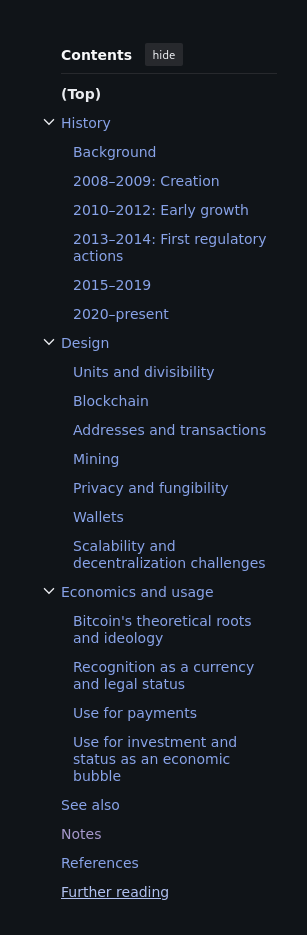 Contents hide
(Top)
History
Background
2008–2009: Creation
2010–2012: Early growth
2013–2014: First regulatory
actions
2015–2019
2020–present
Design
Units and divisibility
Blockchain
Addresses and transactions
Mining
Privacy and fungibility
Wallets
Scalability and
decentralization challenges
Economics and usage
Bitcoin's theoretical roots
and ideology
Recognition as a currency
and legal status
Use for payments
Use for investment and
status as an economic
bubble
See also
Notes
References
Further reading